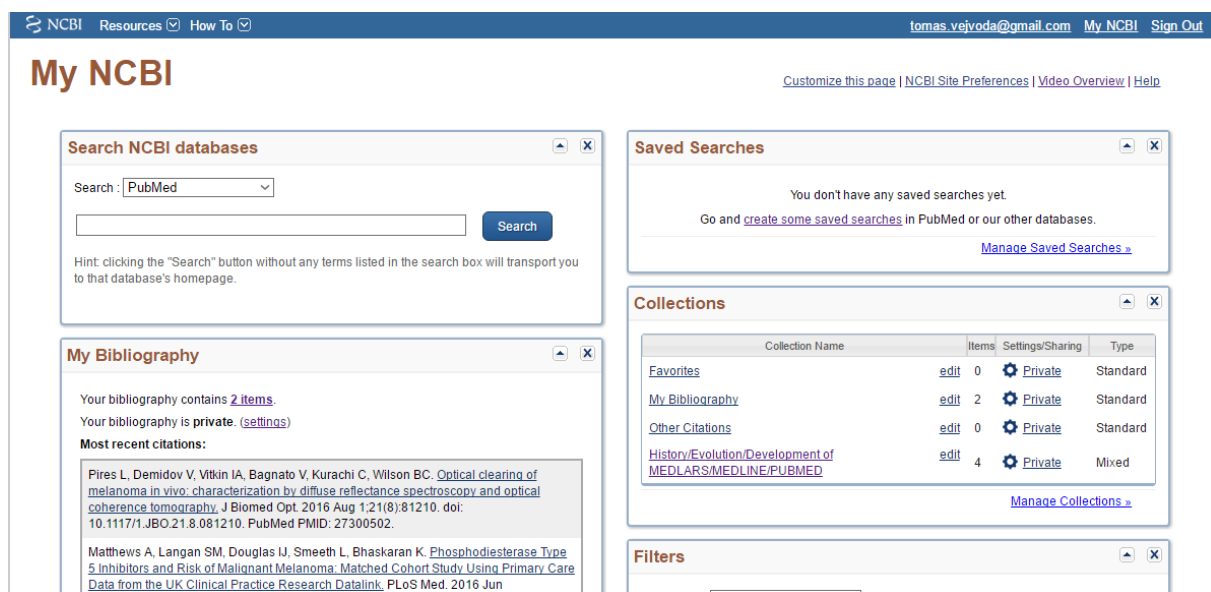 NCBI Resources How To tomas.vejvoda@gmail.com My NCBI Sign Out
My NCBI
Customize this page | NCBI Site Preferences | Video Overview | Help
Search NCBI databases
Search : PubMed
Search
Hint: clicking the "Search" button without any terms listed in the search box will transport you
to that database's homepage.
My Bibliography
Your bibliography contains 2 items.
Your bibliography is private. (settings)
Most recent citations:
Pires L, Demidov V, Vitkin IA, Bagnato V, Kurachi C, Wilson BC. Optical clearing of
melanoma in vivo: characterization by diffuse reflectance spectroscopy and optical
coherence tomography. J Biomed Opt. 2016 Aug 1;21(8):81210. doi:
10.1117/1.JBO.21.8.081210. PubMed PMID: 27300502.
Matthews A, Langan SM, Douglas IJ, Smeeth L, Bhaskaran K. Phosphodiesterase Type
5 Inhibitors and Risk of Malignant Melanoma: Matched Cohort Study Using Primary Care
Data from the UK Clinical Practice Research Datalink. PLoS Med. 2016 Jun
Saved Searches
You don't have any saved searches yet.
Go and create some saved searches in PubMed or our other databases.
Manage Saved Searches »
Collections
Collection Name Items Settings/Sharing Type
Favorites edit 0 Private Standard
My Bibliography edit 2 Private Standard
Other Citations edit 0 Private Standard
History/Evolution/Development of edit 4 Private Mixed
MEDLARS/MEDLINE/PUBMED
Manage Collections »
Filters